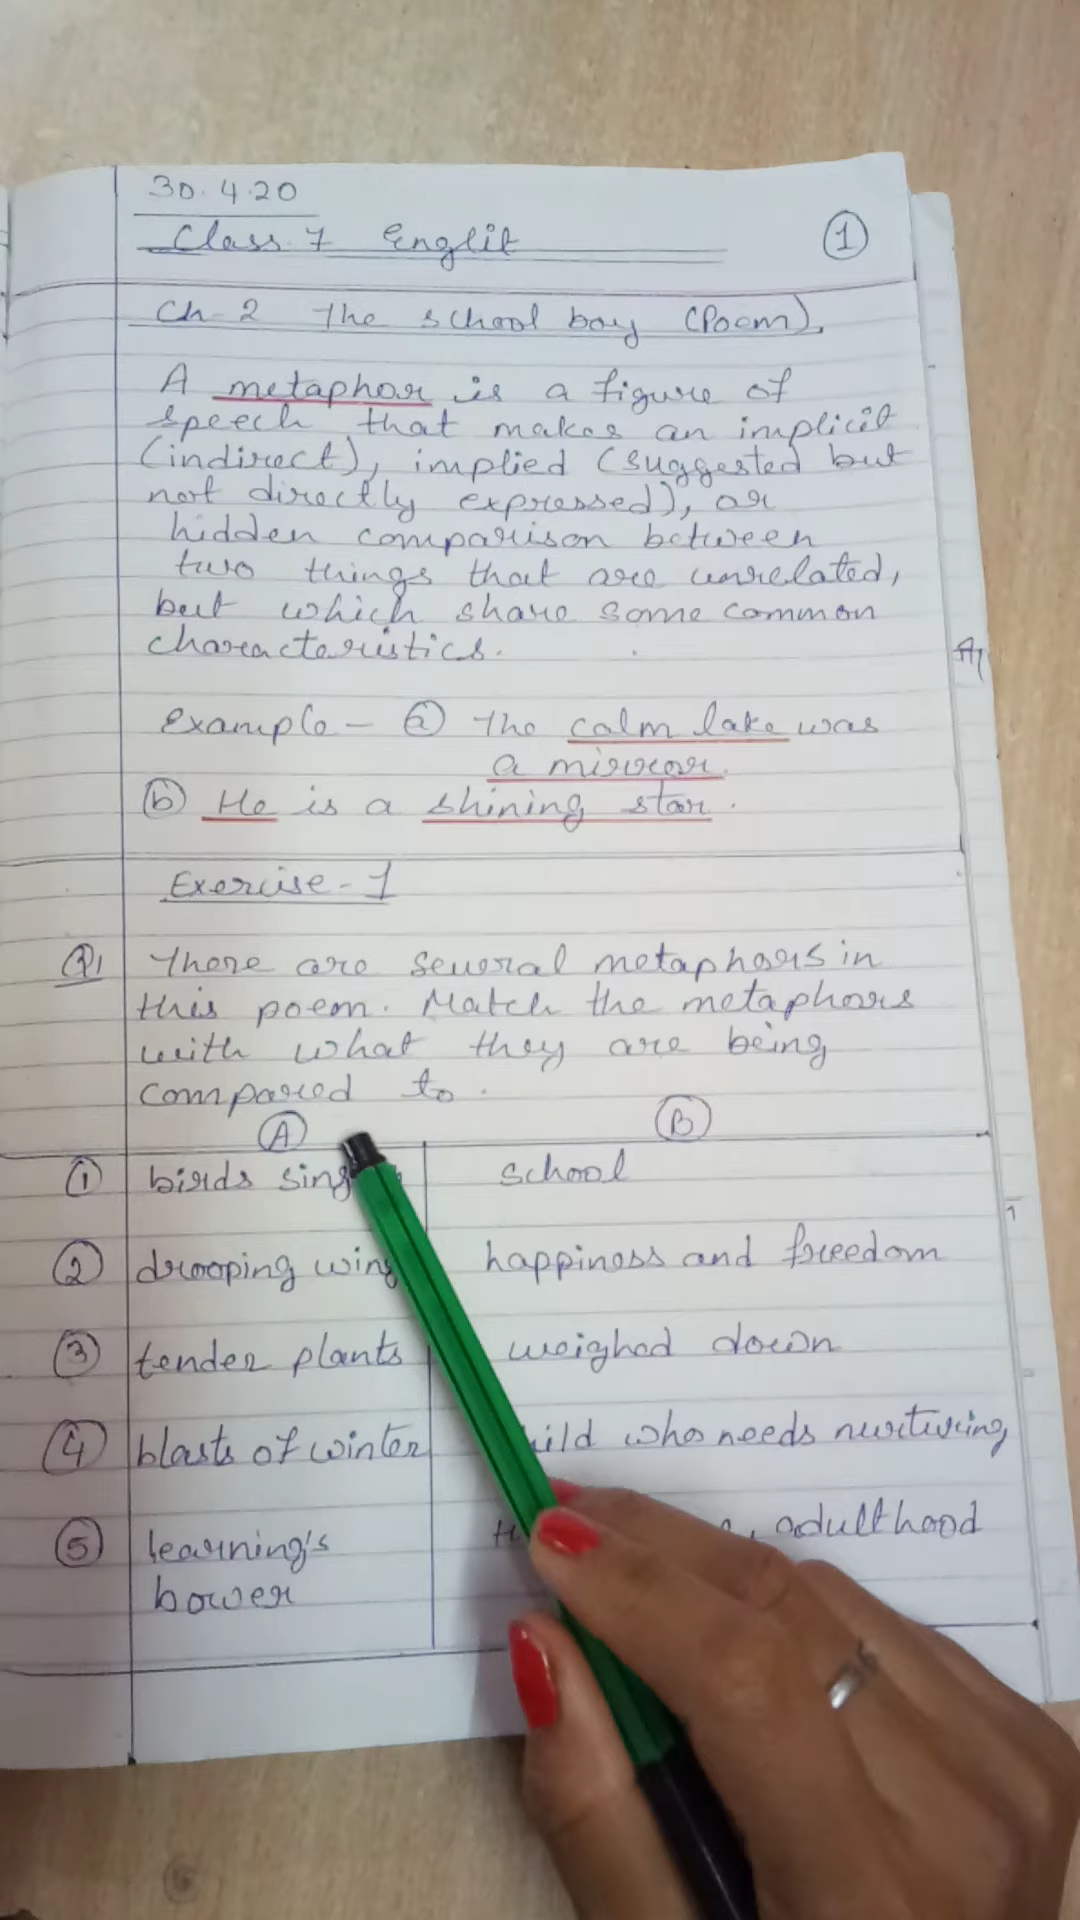 30.4.20
Class 7 Englit
1
Ch-2 The school boy (Poem).
A metaphor is a figure of
speech that makes an implicit
(indirect), implied (suggested but
not directly expressed), or
hidden comparison between
two things that are unrelated,
but which share some common
characteristics.
Example - (a) The calm lake was
a mirror.
(b) He is a shining star.
Exercise-1
Q1 There are several metaphors in
this poem. Match the metaphors
with what they are being
compared to.
A B
1 birds school
2 drooping wing happiness and freedom
3 tender plants weighed down
4 blasts of winter who needs nurturing
5 learning's adulthood
bower